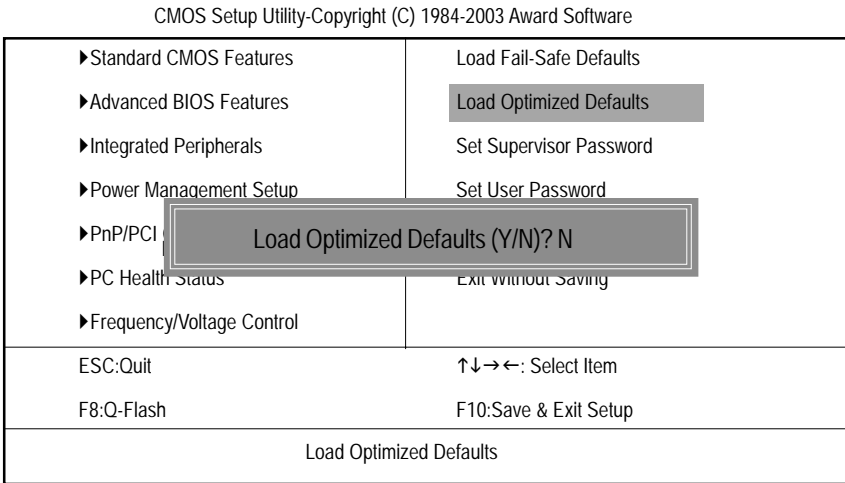 CMOS Setup Utility-Copyright (C) 1984-2003 Award Software
▶Standard CMOS Features
Load Fail-Safe Defaults
▶Advanced BIOS Features
Load Optimized Defaults
▶Integrated Peripherals
Set Supervisor Password
▶Power Management Setup
Set User Password
▶PnP/PCI
Load Optimized Defaults (Y/N)? N
▶PC Health Status
Exit Without Saving
▶Frequency/Voltage Control
ESC:Quit
↑↓→←: Select Item
F8:Q-Flash
F10:Save & Exit Setup
Load Optimized Defaults